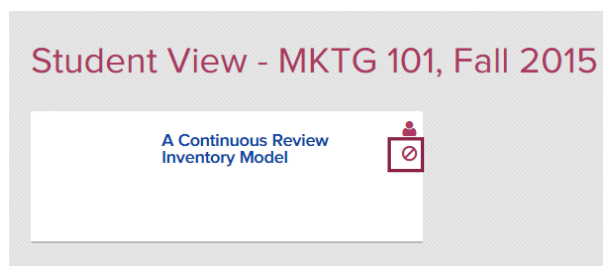 Student View - MKTG 101, Fall 2015
A Continuous Review
Inventory Model